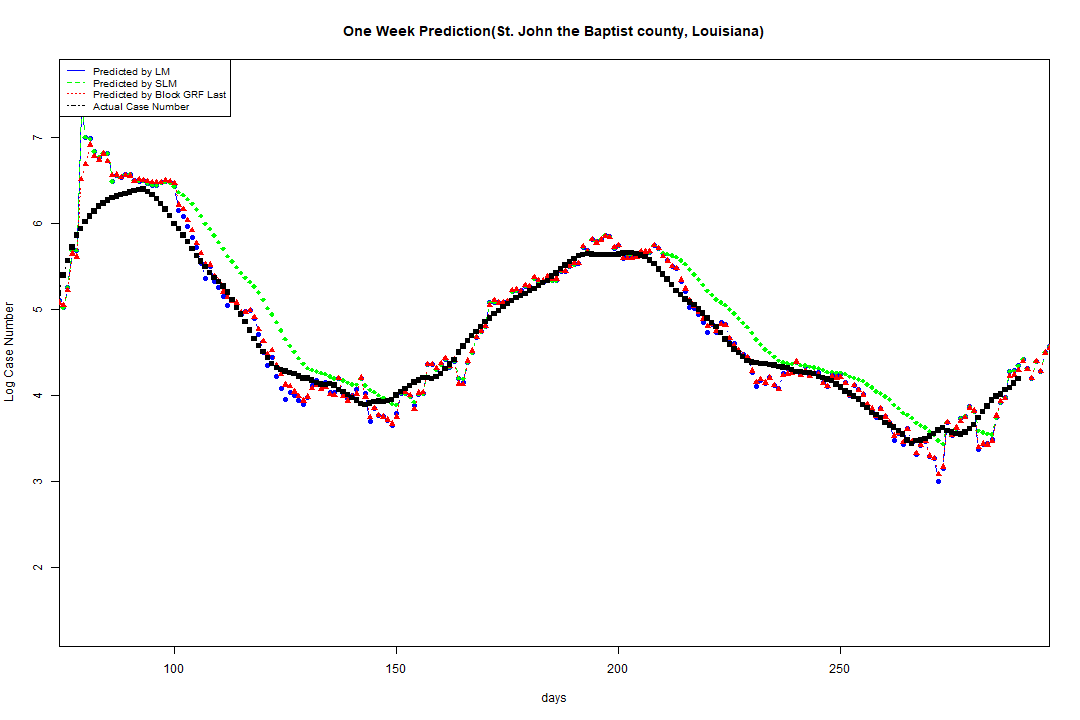 One Week Prediction(St. John the Baptist county, Louisiana)
Predicted by LM
Predicted by SLM
Predicted by Block GRF Last
Actual Case Number
7
6
5
4
3
2
Log Case Number
100 150 200 250
days